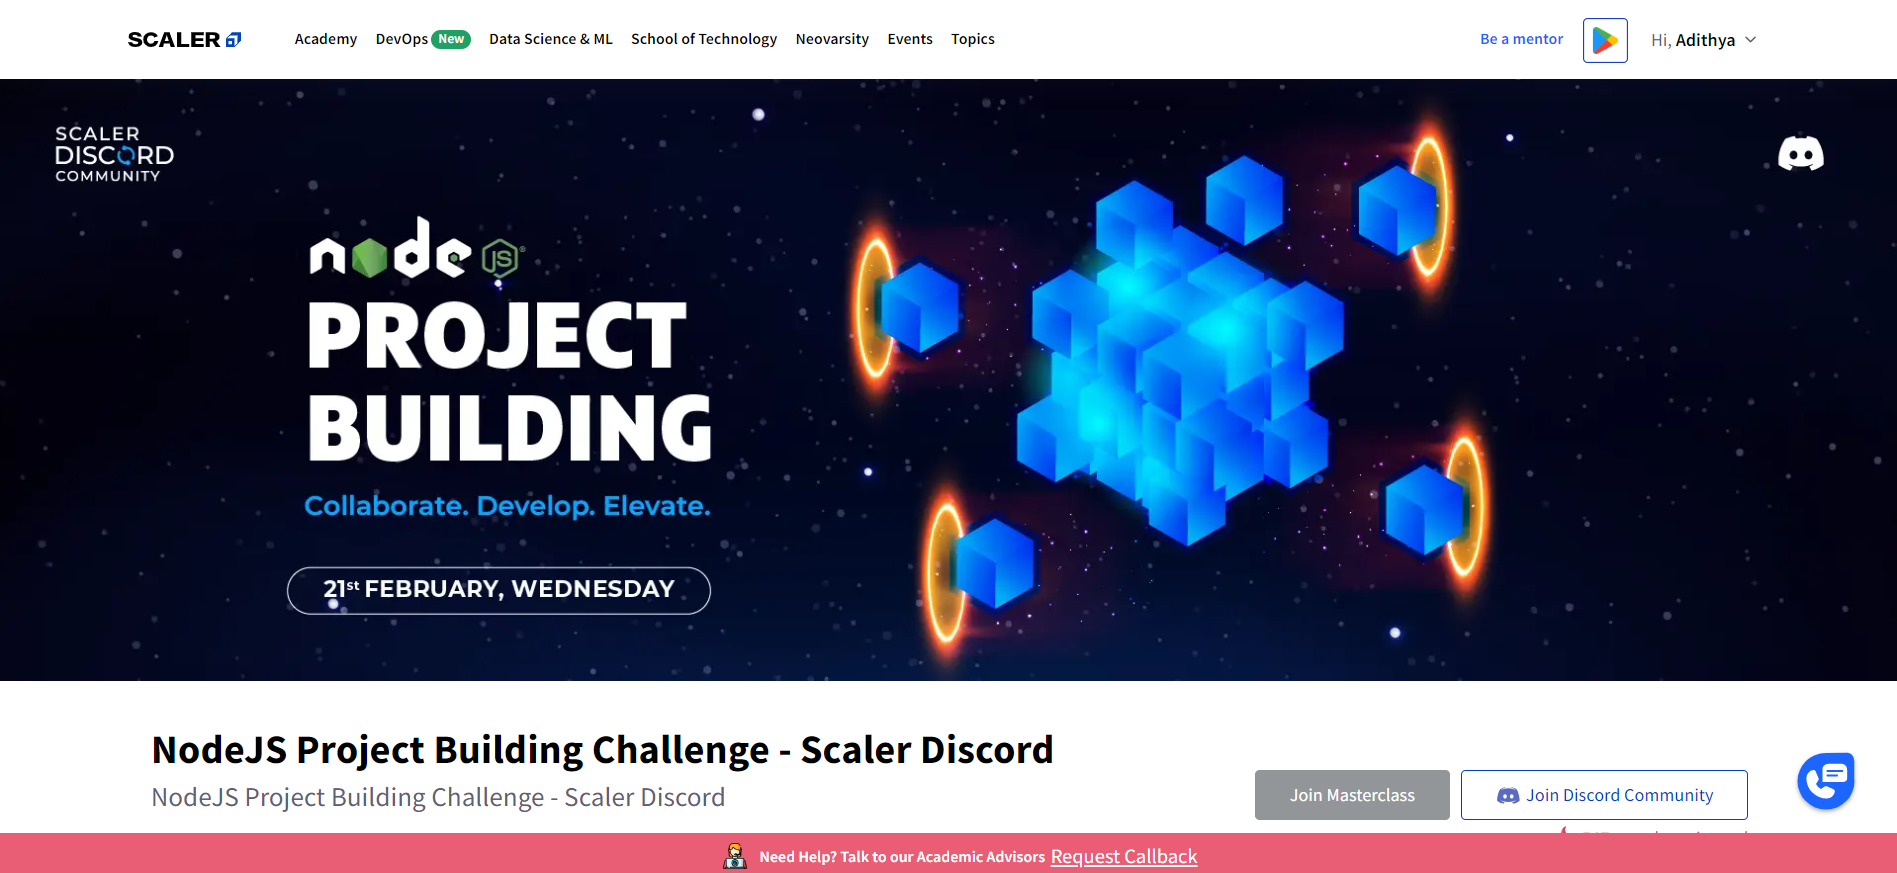 SCALER
Academy DevOps New Data Science & ML School of Technology Neovarsity Events Topics
Be a mentor
Hi, Adithya
SCALER
DISCORD
COMMUNITY
node JS
PROJECT
BUILDING
Collaborate. Develop. Elevate.
21st FEBRUARY, WEDNESDAY
NodeJS Project Building Challenge - Scaler Discord
NodeJS Project Building Challenge - Scaler Discord
Join Masterclass
Join Discord Community
Need Help? Talk to our Academic Advisors Request Callback